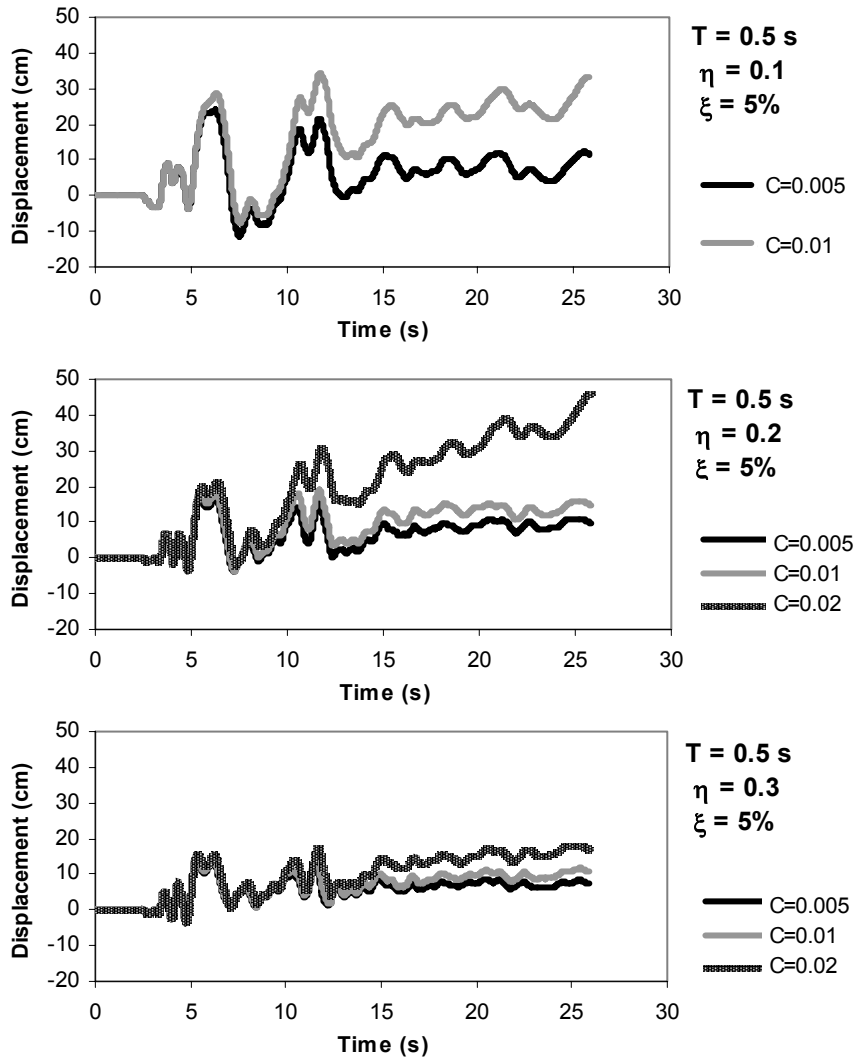 50
40
30
20
10
0
-10
-20
Displacement (cm)
0 5 10 15 20 25 30
Time (s)
T = 0.5 s
η = 0.1
ξ = 5%
C=0.005
C=0.01
50
40
30
20
10
0
-10
-20
Displacement (cm)
0 5 10 15 20 25 30
Time (s)
T = 0.5 s
η = 0.2
ξ = 5%
C=0.005
C=0.01
C=0.02
50
40
30
20
10
0
-10
-20
Displacement (cm)
0 5 10 15 20 25 30
Time (s)
T = 0.5 s
η = 0.3
ξ = 5%
C=0.005
C=0.01
C=0.02